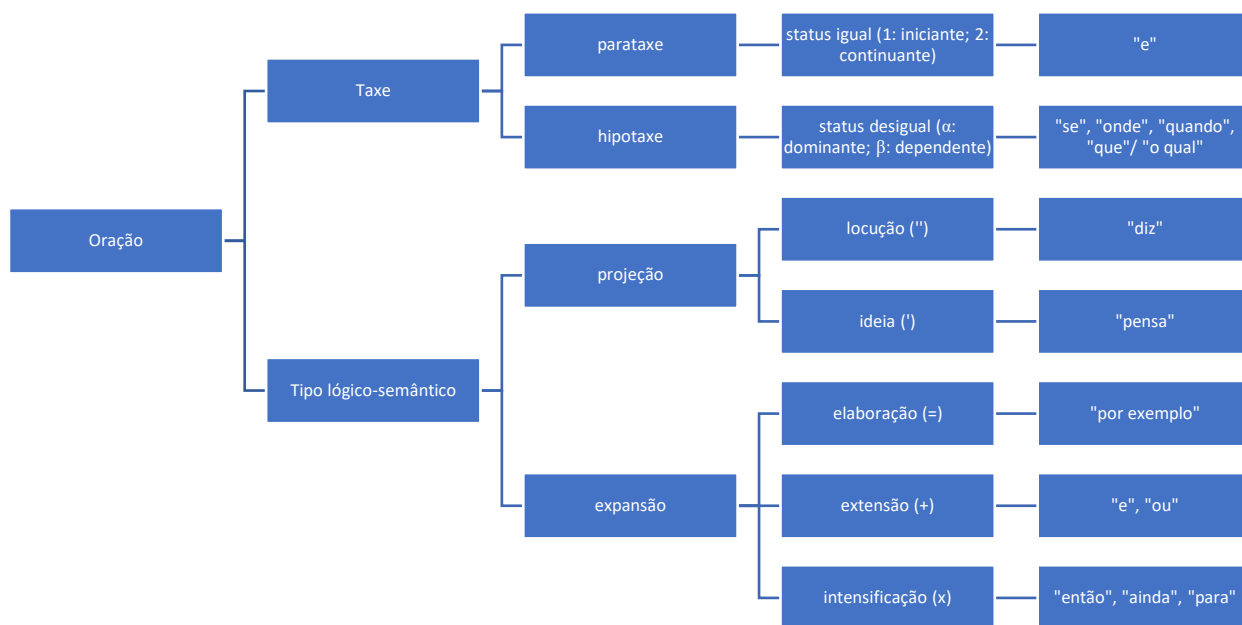 parataxe
status igual (1: iniciante; 2:
continuante)
"e"
Taxe
hipotaxe
status desigual (α:
dominante; β: dependente)
"se", "onde", "quando",
"que"/ "o qual"
Oração
locução ('')
"diz"
projeção
ideia (')
"pensa"
Tipo lógico-semântico
elaboração (=)
"por exemplo"
expansão
extensão (+)
"e", "ou"
intensificação (x)
"então", "ainda", "para"